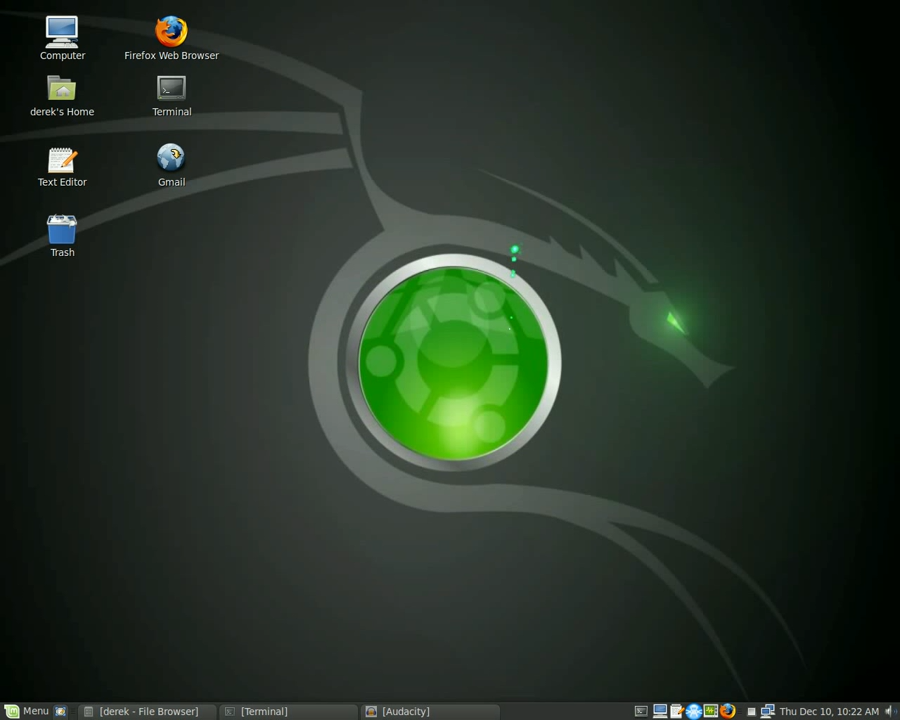 Computer
Firefox Web Browser
derek's Home
Terminal
Text Editor
Gmail
Trash
Menu
[derek - File Browser]
[Terminal]
[Audacity]
Thu Dec 10, 10:22 AM